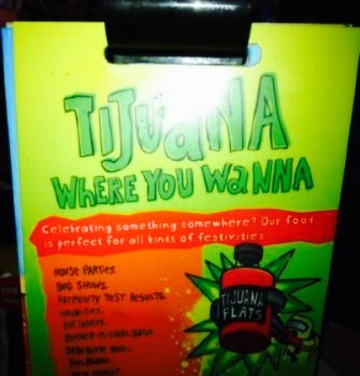 TIJUANA
WHERE YOU WANNA
Celebrating something somewhere? Our food
is perfect for all kinds of festivities
HOUSE PARTIES.
DOG SHOWS.
PATERNITY TEST RESULTS.
BIRTHDAYS.
TIJUANA
FLATS